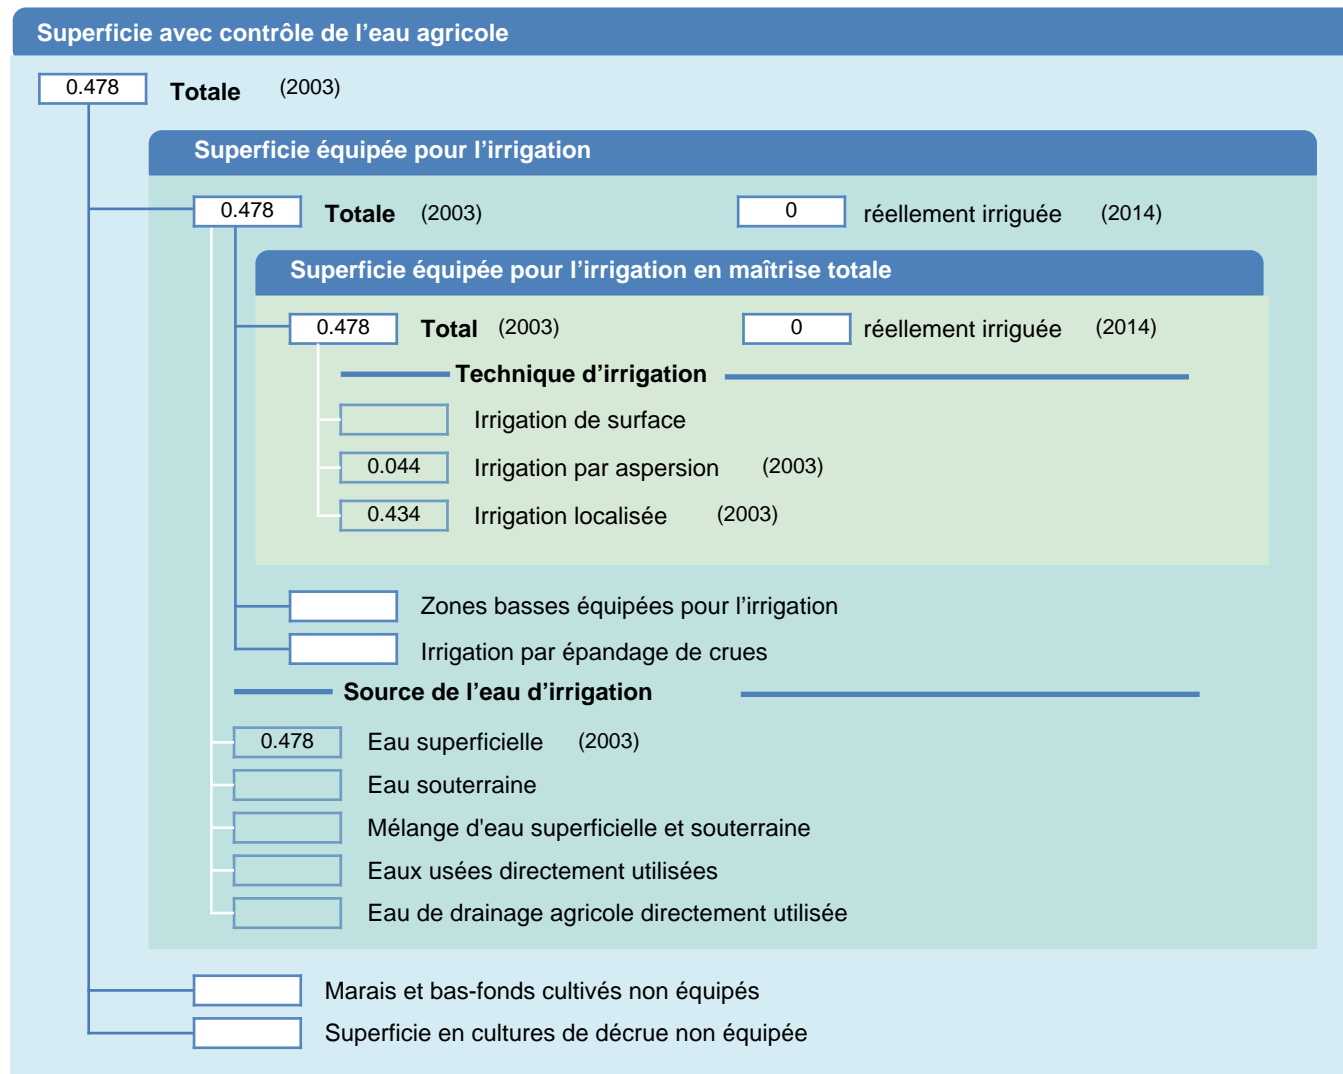 Superficie avec contrôle de l'eau agricole
0.478 Totale (2003)
Superficie équipée pour l'irrigation
0.478 Totale (2003) 0 réellement irriguée (2014)
Superficie équipée pour l'irrigation en maîtrise totale
0.478 Total (2003) 0 réellement irriguée (2014)
Technique d'irrigation
Irrigation de surface
0.044 Irrigation par aspersion (2003)
0.434 Irrigation localisée (2003)
Zones basses équipées pour l'irrigation
Irrigation par épandage de crues
Source de l'eau d'irrigation
0.478 Eau superficielle (2003)
Eau souterraine
Mélange d'eau superficielle et souterraine
Eaux usées directement utilisées
Eau de drainage agricole directement utilisée
Marais et bas-fonds cultivés non équipés
Superficie en cultures de décrue non équipée